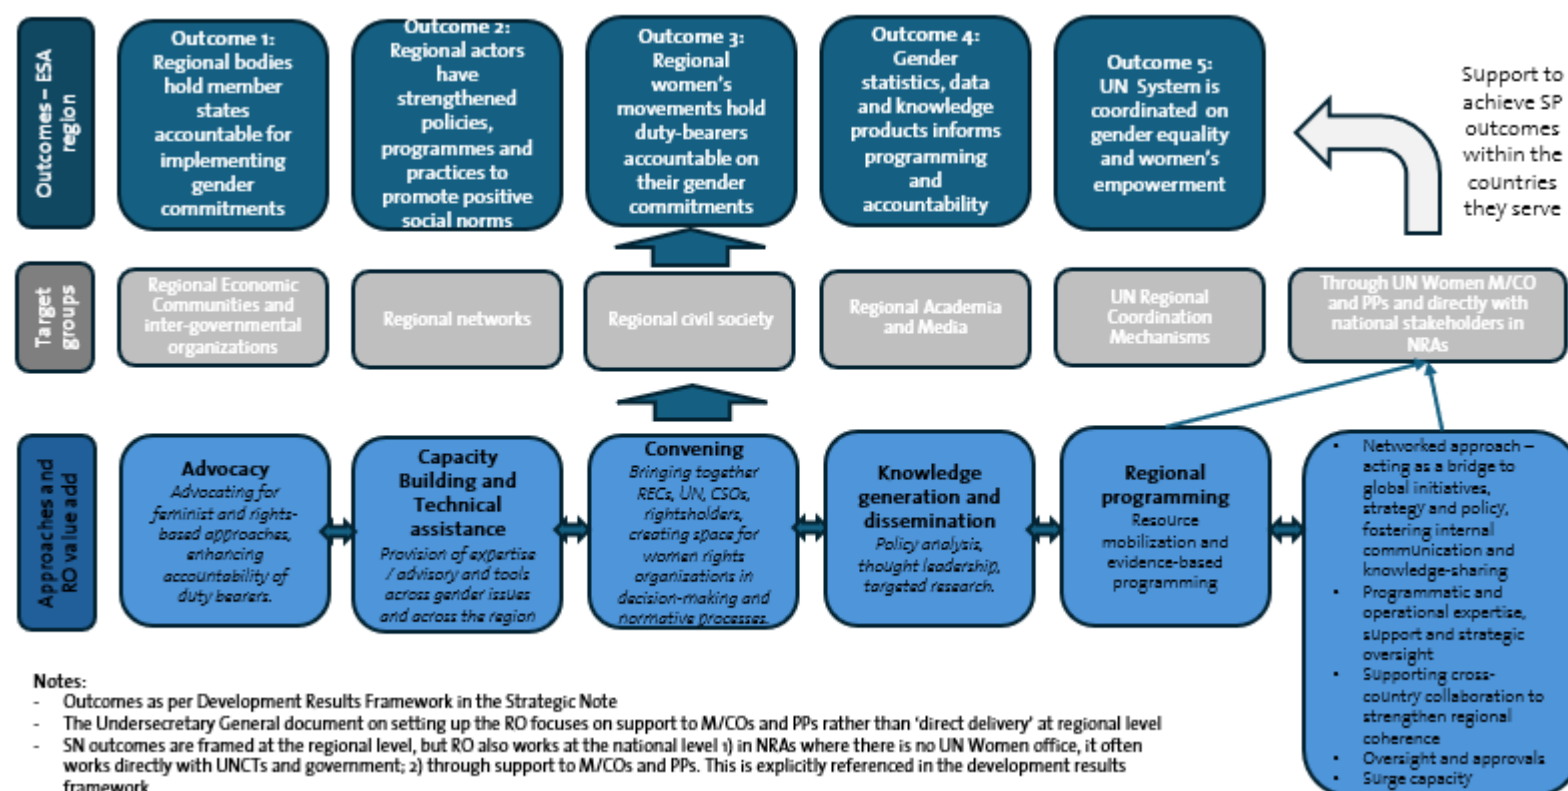 Outcomes – ESA
region
Outcome 1:
Regional bodies
hold member
states
accountable for
implementing
gender
commitments
Outcome 2:
Regional actors
have
strengthened
policies,
programmes and
practices to
promote positive
social norms
Outcome 3:
Regional
women's
movements hold
duty-bearers
accountable on
their gender
commitments
Outcome 4:
Gender
statistics, data
and knowledge
products informs
programming
and
accountability
Outcome 5:
UN System is
coordinated on
gender equality
and women's
empowerment
Support to
achieve SP
outcomes
within the
countries
they serve
Target
groups
Regional Economic
Communities and
inter-governmental
organizations
Regional networks
Regional civil society
Regional Academia
and Media
UN Regional
Coordination
Mechanisms
Through UN Women M/CO
and PPs and directly with
national stakeholders in
NRAs
Approaches and
RO value add
Advocacy
Advocating for
feminist and rights-
based approaches,
enhancing
accountability of
duty bearers.
Capacity
Building and
Technical
assistance
Provision of expertise
/ advisory and tools
across gender issues
and across the region
Convening
Bringing together
RECs, UN, CSOs,
rightsholders,
creating space for
women rights
organizations in
decision-making and
normative processes.
Knowledge
generation and
dissemination
Policy analysis,
thought leadership,
targeted research.
Regional
programming
Resource
mobilization and
evidence-based
programming
• Networked approach –
acting as a bridge to
global initiatives,
strategy and policy,
fostering internal
communication and
knowledge-sharing
• Programmatic and
operational expertise,
support and strategic
oversight
• Supporting cross-
country collaboration to
strengthen regional
coherence
• Oversight and approvals
• Surge capacity
Notes:
- Outcomes as per Development Results Framework in the Strategic Note
- The Undersecretary General document on setting up the RO focuses on support to M/COs and PPs rather than 'direct delivery' at regional level
- SN outcomes are framed at the regional level, but RO also works at the national level 1) in NRAs where there is no UN Women office, it often
works directly with UNCTs and government; 2) through support to M/COs and PPs. This is explicitly referenced in the development results
framework